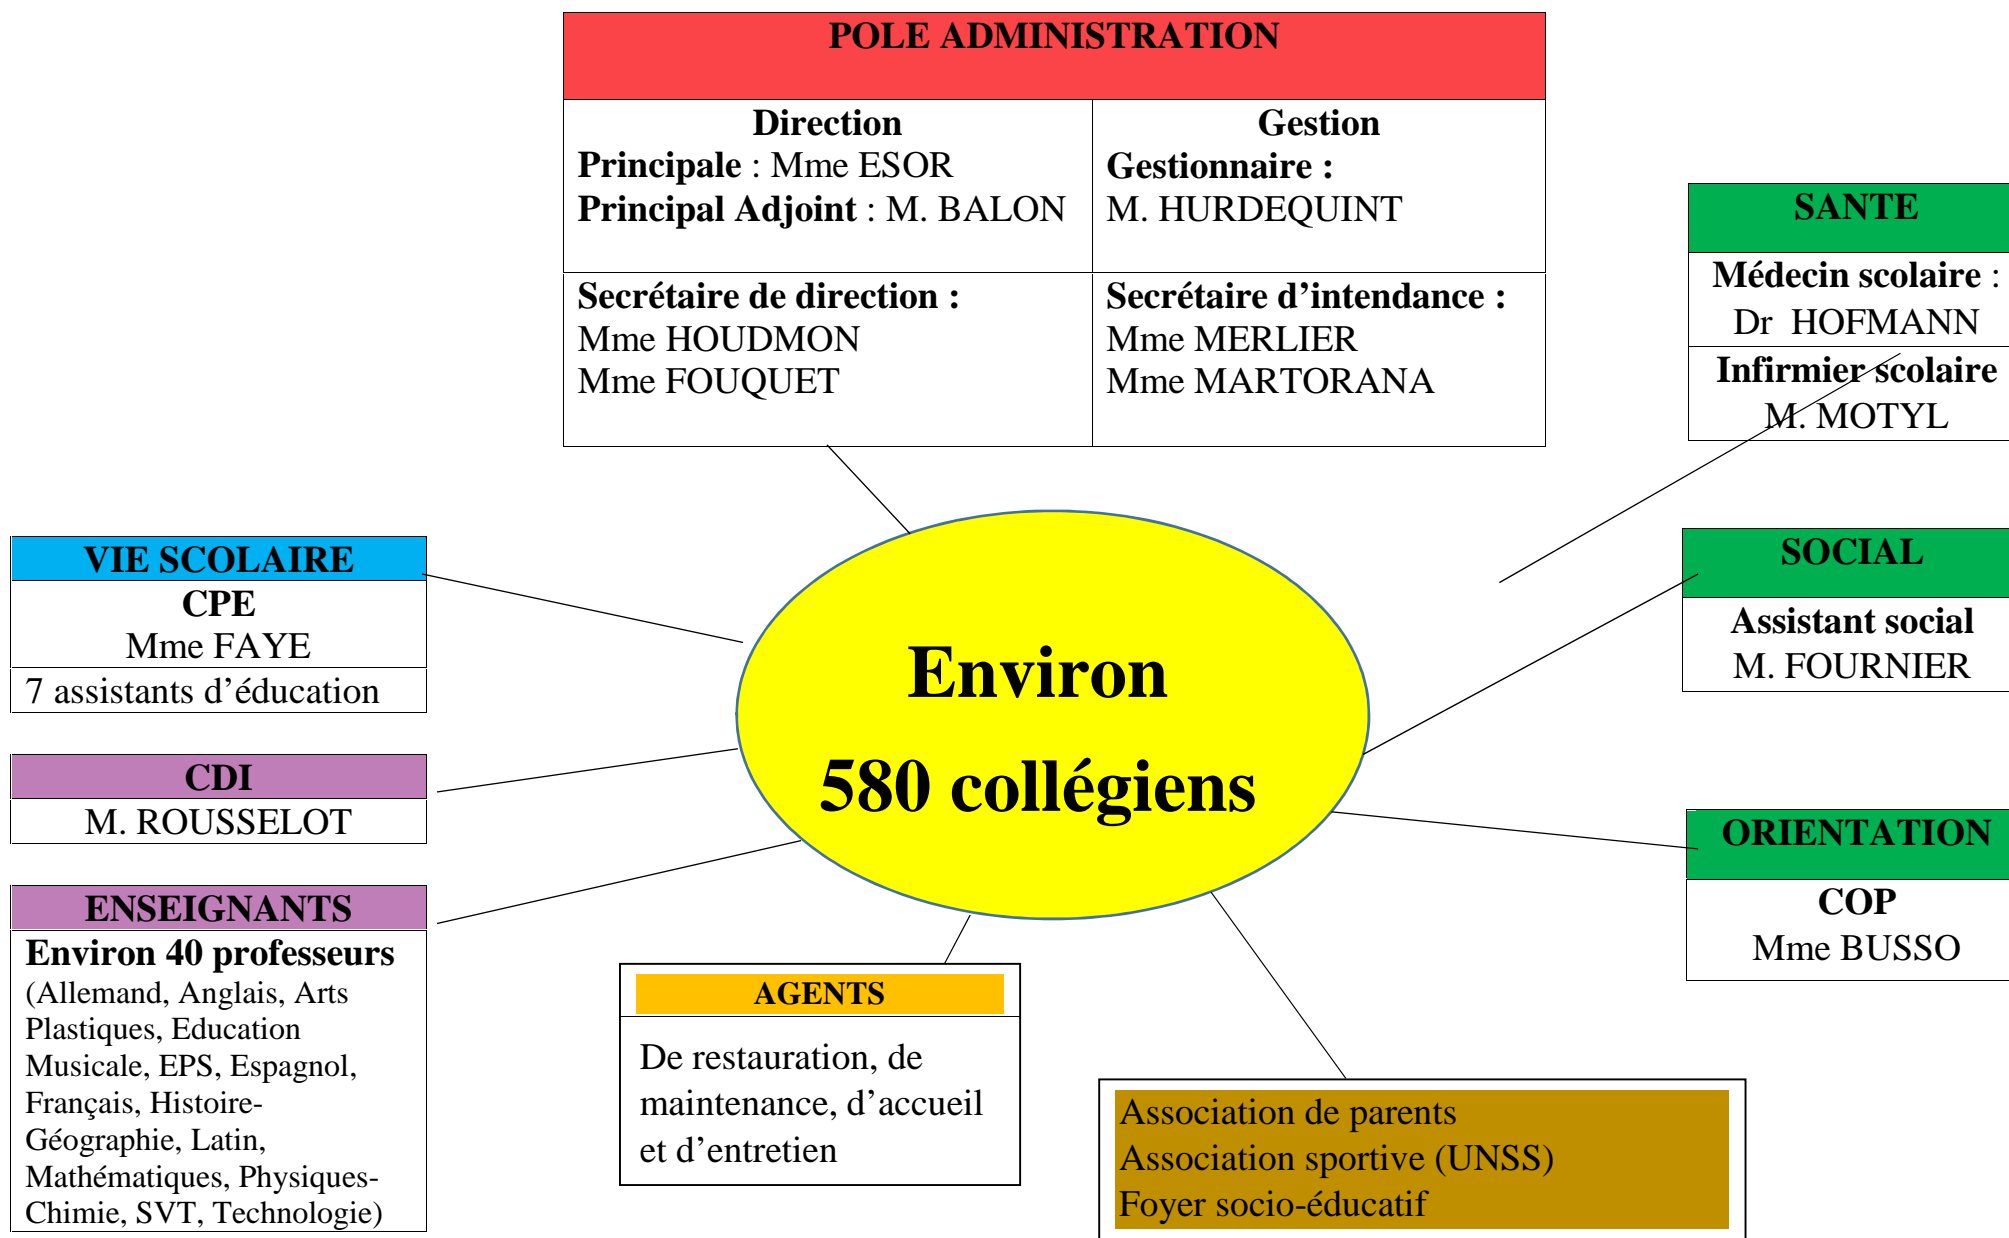 POLE ADMINISTRATION
Direction
Principale : Mme ESOR
Principal Adjoint : M. BALON
Gestion
Gestionnaire :
M. HURDEQUINT
Secrétaire de direction :
Mme HOUDMON
Mme FOUQUET
Secrétaire d’intendance :
Mme MERLIER
Mme MARTORANA
SANTE
Médecin scolaire :
Dr HOFMANN
Infirmier scolaire
M. MOTYL
VIE SCOLAIRE
CPE
Mme FAYE
7 assistants d’éducation
Environ
580 collégiens
SOCIAL
Assistant social
M. FOURNIER
CDI
M. ROUSSELOT
ORIENTATION
COP
Mme BUSSO
ENSEIGNANTS
Environ 40 professeurs
(Allemand, Anglais, Arts
Plastiques, Education
Musicale, EPS, Espagnol,
Français, Histoire-
Géographie, Latin,
Mathématiques, Physiques-
Chimie, SVT, Technologie)
AGENTS
De restauration, de
maintenance, d’accueil
et d’entretien
Association de parents
Association sportive (UNSS)
Foyer socio-éducatif